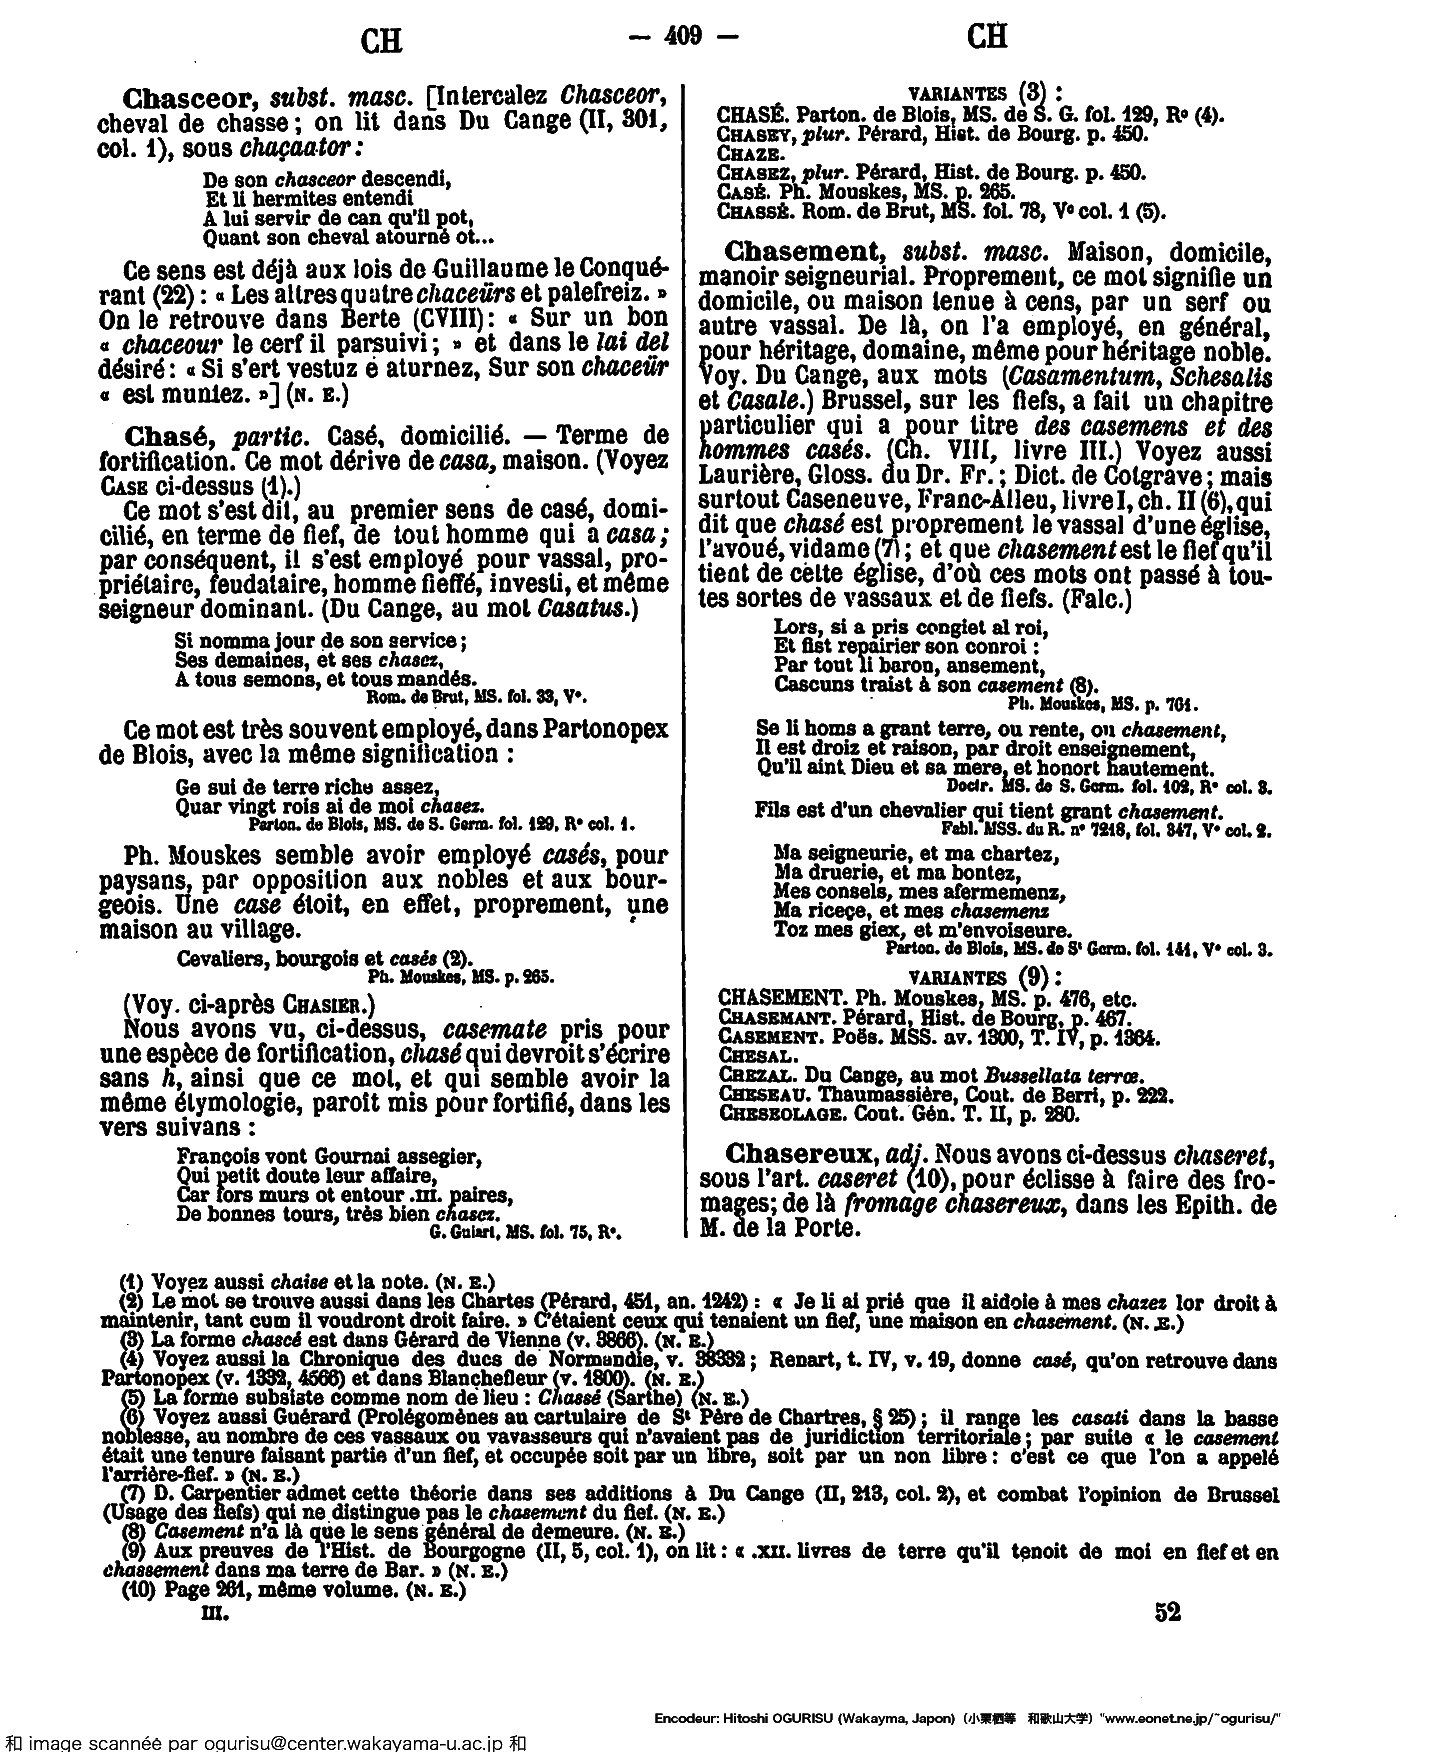 CH — 409 — CH
Chasceor, subst. masc. [Intercalez Chasceor,
cheval de chasse; on lit dans Du Cange (II, 301,
col. 1), sous chaçaator :
De son chasceor descendi,
Et li hermites entendi
A lui servir de can qu'il pot,
Quant son cheval atourné ot...
Ce sens est déjà aux lois de Guillaume le Conqué-
rant (22) : « Les altres quatre chaceürs et palefreiz. »
On le retrouve dans Berte (CVIII) : « Sur un bon
« chaceour le cerf il parsuivi; » et dans le lai del
désiré : « Si s'ert vestuz e aturnez, Sur son chaceür
« est muntez. »] (N. E.)
Chasé, partic. Casé, domicilié. — Terme de
fortification. Ce mot dérive de casa, maison. (Voyez
CASE ci-dessus (1).)
Ce mot s'est dit, au premier sens de casé, domi-
cilié, en terme de fief, de tout homme qui a casa;
par conséquent, il s'est employé pour vassal, pro-
priétaire, feudataire, homme fieffé, investi, et même
seigneur dominant. (Du Cange, au mot Casatus.)
Si nomma jour de son service;
Ses demaines, et ses chasez,
A tous semons, et tous mandés.
Rom. de Brut, MS. fol. 33, Vº.
Ce mot est très souvent employé, dans Partonopex
de Blois, avec la même signification :
Ge sui de terre riche assez,
Quar vingt rois ai de moi chasez.
Parton. de Blois, MS. de S. Germ. fol. 129, Rº col. 1.
Ph. Mouskes semble avoir employé casés, pour
paysans, par opposition aux nobles et aux bour-
geois. Une case étoit, en effet, proprement, une
maison au village.
Cevaliers, bourgois et casés (2).
Ph. Mouskes, MS. p. 265.
(Voy. ci-après CHASIER.)
Nous avons vu, ci-dessus, casemate pris pour
une espèce de fortification, chasé qui devroit s'écrire
sans h, ainsi que ce mot, et qui semble avoir la
même étymologie, paroît mis pour fortifié, dans les
vers suivans :
François vont Gournai assegier,
Qui petit doute leur affaire,
Car fors murs ot entour .III. paires,
De bonnes tours, très bien chasez.
G. Guiart, MS. fol. 75, Rº.
VARIANTES (3) :
CHASÉ. Parton. de Blois, MS. de S. G. fol. 129, Rº (4).
CHASEY, plur. Pérard, Hist. de Bourg. p. 450.
CHAZE.
CHASEZ, plur. Pérard, Hist. de Bourg. p. 450.
CASÉ. Ph. Mouskes, MS. p. 265.
CHASSÉ. Rom. de Brut, MS. fol. 78, Vº col. 1 (5).
Chasement, subst. masc. Maison, domicile,
manoir seigneurial. Proprement, ce mot signifie un
domicile, ou maison tenue à cens, par un serf ou
autre vassal. De là, on l'a employé, en général,
pour héritage, domaine, même pour héritage noble.
Voy. Du Cange, aux mots (Casamentum, Schesalis
et Casale.) Brussel, sur les fiefs, a fait un chapitre
particulier qui a pour titre des casemens et des
hommes casés. (Ch. VIII, livre III.) Voyez aussi
Laurière, Gloss. du Dr. Fr.; Dict. de Cotgrave; mais
surtout Caseneuve, Franc-Alleu, livre I, ch. II (6), qui
dit que chasé est proprement le vassal d'une église,
l'avoué, vidame (7); et que chasement est le fief qu'il
tient de cette église, d'où ces mots ont passé à tou-
tes sortes de vassaux et de fiefs. (Falc.)
Lors, si a pris congiet al roi,
Et fist repairier son conroi :
Par tout li baron, ansement,
Cascuns traist à son casement (8).
Ph. Mouskes, MS. p. 761.
Se li homs a grant terre, ou rente, ou chasement,
Il est droiz et raison, par droit enseignement,
Qu'il aint Dieu et sa mere, et honort hautement.
Doctr. MS. de S. Germ. fol. 102, Rº col. 3.
Fils est d'un chevalier qui tient grant chasement.
Fabl. MSS. du R. nº 7218, fol. 347, Vº col. 2.
Ma seigneurie, et ma chartez,
Ma druerie, et ma bontez,
Mes consels, mes afermemenz,
Ma riceçe, et mes chasemenz
Toz mes giex, et m'envoiseure.
Parton. de Blois, MS. de St Germ. fol. 141, Vº col. 3.
VARIANTES (9) :
CHASEMENT. Ph. Mouskes, MS. p. 476, etc.
CHASEMANT. Pérard, Hist. de Bourg. p. 467.
CASEMENT. Poës. MSS. av. 1300, T. IV, p. 1364.
CHESAL.
CHEZAL. Du Cange, au mot Bussellata terræ.
CHESEAU. Thaumassière, Cout. de Berri, p. 222.
CHESEOLAGE. Cout. Gén. T. II, p. 280.
Chasereux, adj. Nous avons ci-dessus chaseret,
sous l'art. caseret (10), pour éclisse à faire des fro-
mages; de là fromage chasereux, dans les Epith. de
M. de la Porte.
(1) Voyez aussi chaise et la note. (N. E.)
(2) Le mot se trouve aussi dans les Chartes (Pérard, 451, an. 1242) : « Je li ai prié que il aidoie à mes chazez lor droit à
maintenir, tant cum il voudront droit faire. » C'étaient ceux qui tenaient un fief, une maison en chasement. (N. E.)
(3) La forme chascé est dans Gérard de Vienne (v. 3866). (N. E.)
(4) Voyez aussi la Chronique des ducs de Normandie, v. 38332; Renart, t. IV, v. 19, donne casé, qu'on retrouve dans
Partonopex (v. 1332, 4566) et dans Blanchefleur (v. 1800). (N. E.)
(5) La forme subsiste comme nom de lieu : Chassé (Sarthe) (N. E.)
(6) Voyez aussi Guérard (Prolégomènes au cartulaire de St Père de Chartres, § 25); il range les casati dans la basse
noblesse, au nombre de ces vassaux ou vavasseurs qui n'avaient pas de juridiction territoriale; par suite « le casement
était une tenure faisant partie d'un fief, et occupée soit par un libre, soit par un non libre : c'est ce que l'on a appelé
l'arrière-fief. » (N. E.)
(7) D. Carpentier admet cette théorie dans ses additions à Du Cange (II, 213, col. 2), et combat l'opinion de Brussel
(Usage des fiefs) qui ne distingue pas le chasement du fief. (N. E.)
(8) Casement n'a là que le sens général de demeure. (N. E.)
(9) Aux preuves de l'Hist. de Bourgogne (II, 5, col. 1), on lit : « .XII. livres de terre qu'il tenoit de moi en fief et en
chassement dans ma terre de Bar. » (N. E.)
(10) Page 261, même volume. (N. E.)
III. 52
Encodeur: Hitoshi OGURISU (Wakayma, Japon) (小栗栖等 和歌山大学) "www.eonet.ne.jp/~ogurisu/"
和 image scannée par ogurisu@center.wakayama-u.ac.jp 和